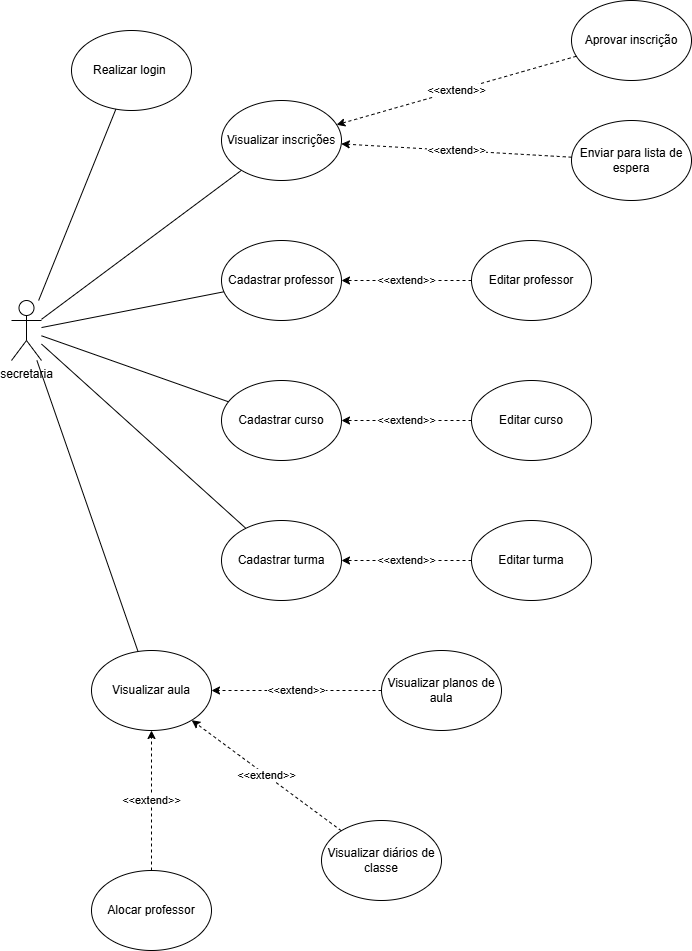 Aprovar inscrição
Realizar login
<<extend>>
Visualizar inscrições
<<extend>>
Enviar para lista de
espera
Cadastrar professor
<<extend>>
Editar professor
secretaria
Cadastrar curso
<<extend>>
Editar curso
Cadastrar turma
<<extend>>
Editar turma
Visualizar aula
<<extend>>
Visualizar planos de
aula
<<extend>>
<<extend>>
Visualizar diários de
classe
Alocar professor